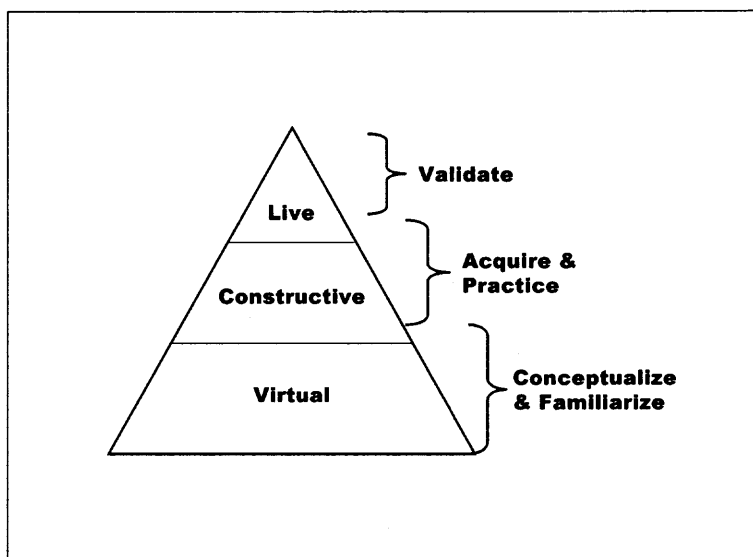 Validate
Live
Acquire &
Practice
Constructive
Conceptualize
& Familiarize
Virtual